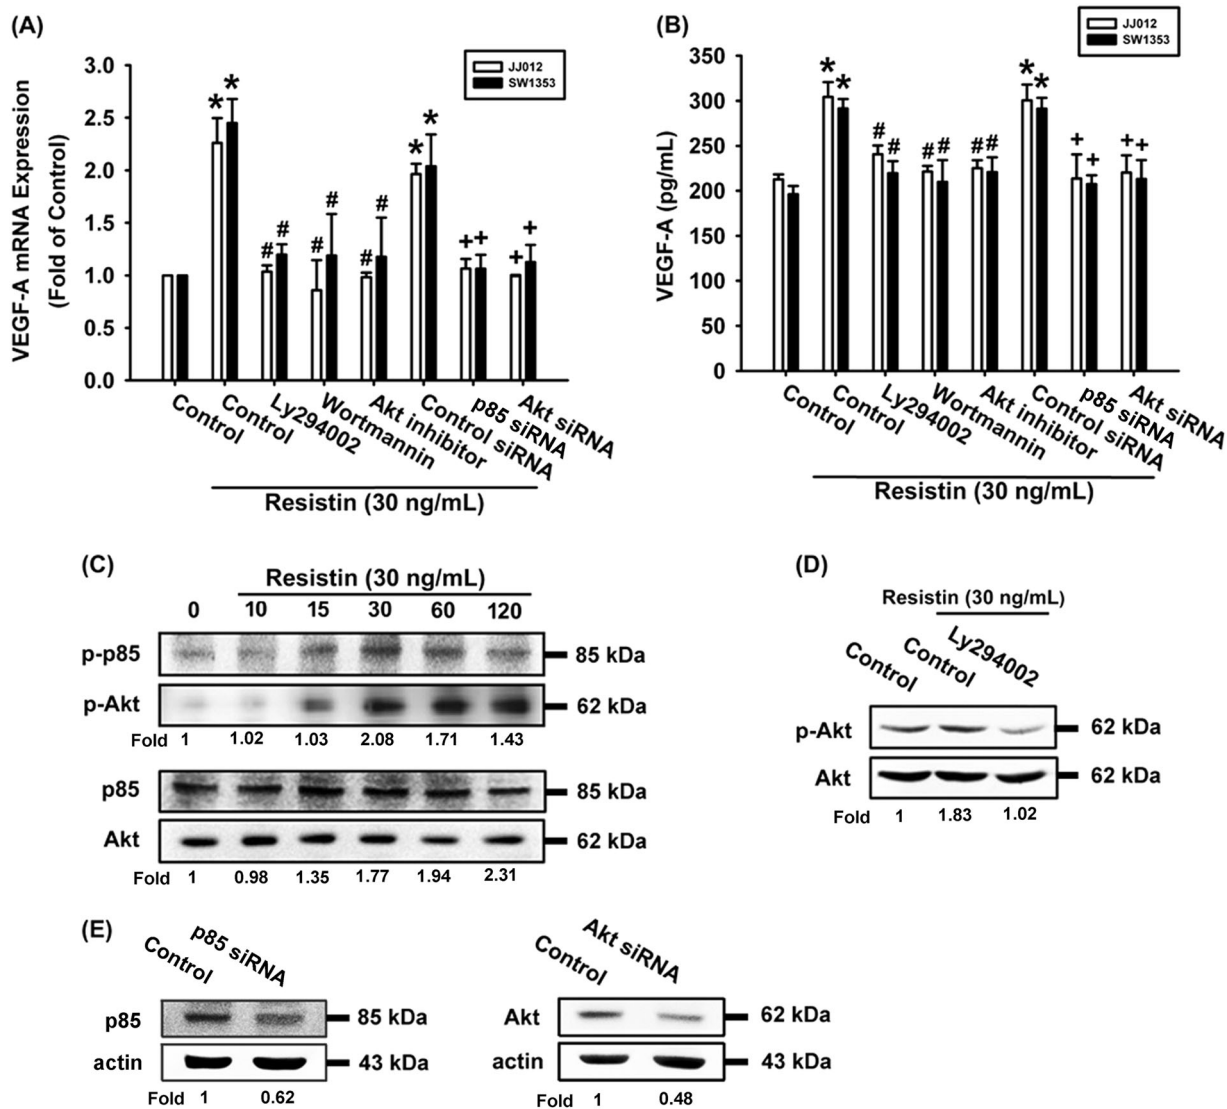 (A)
VEGF-A mRNA Expression
(Fold of Control)
3.0
2.5
2.0
1.5
1.0
0.5
0.0
JJ012
SW1353
* * # # # # # # * * + + + +
Control
Control
Ly294002
Wortmannin
Akt inhibitor
Control siRNA
p85 siRNA
Akt siRNA
Resistin (30 ng/mL)
(B)
VEGF-A (pg/mL)
350
300
250
200
150
100
50
0
JJ012
SW1353
* * # # # # # # * * + + + +
Control
Control
Ly294002
Wortmannin
Akt inhibitor
Control siRNA
p85 siRNA
Akt siRNA
Resistin (30 ng/mL)
(C)
Resistin (30 ng/mL)
0 10 15 30 60 120
p-p85 85 kDa
p-Akt 62 kDa
Fold 1 1.02 1.03 2.08 1.71 1.43
p85 85 kDa
Akt 62 kDa
Fold 1 0.98 1.35 1.77 1.94 2.31
(D)
Resistin (30 ng/mL)
Control
Control
Ly294002
p-Akt 62 kDa
Akt 62 kDa
Fold 1 1.83 1.02
(E)
Control
p85 siRNA
p85 85 kDa
actin 43 kDa
Fold 1 0.62
Control
Akt siRNA
Akt 62 kDa
actin 43 kDa
Fold 1 0.48